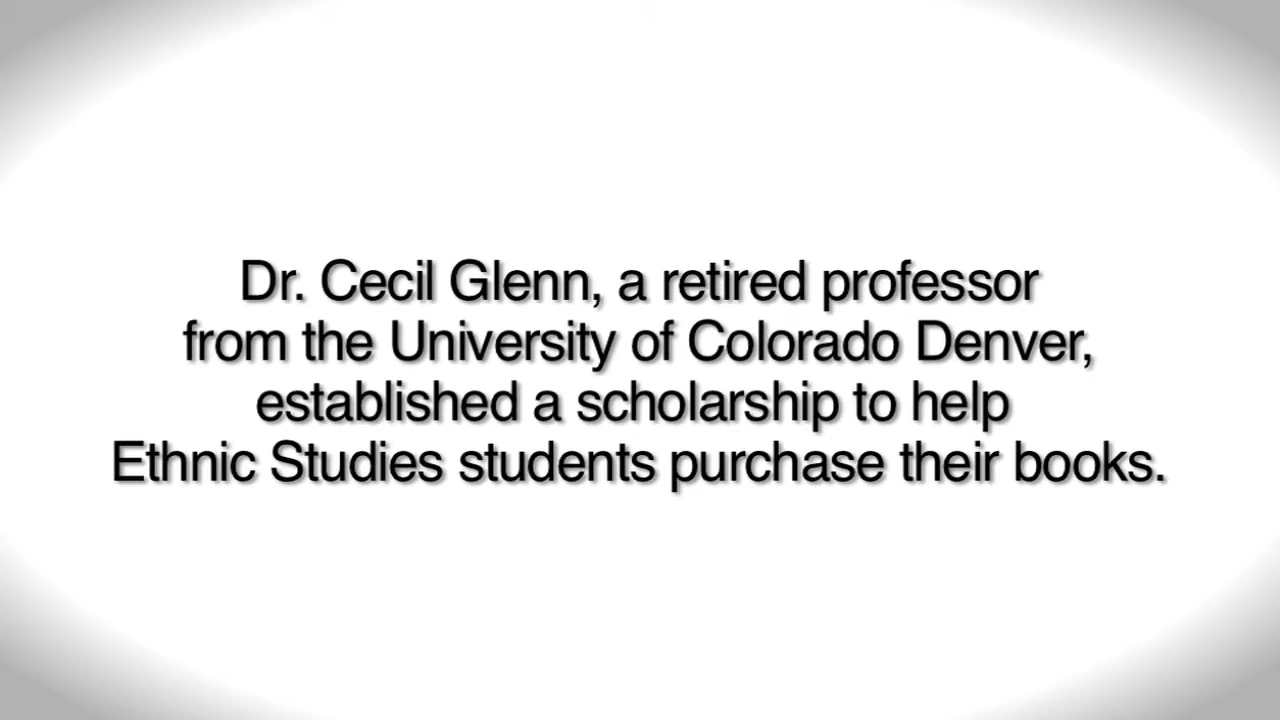 Dr. Cecil Glenn, a retired professor
from the University of Colorado Denver,
established a scholarship to help
Ethnic Studies students purchase their books.